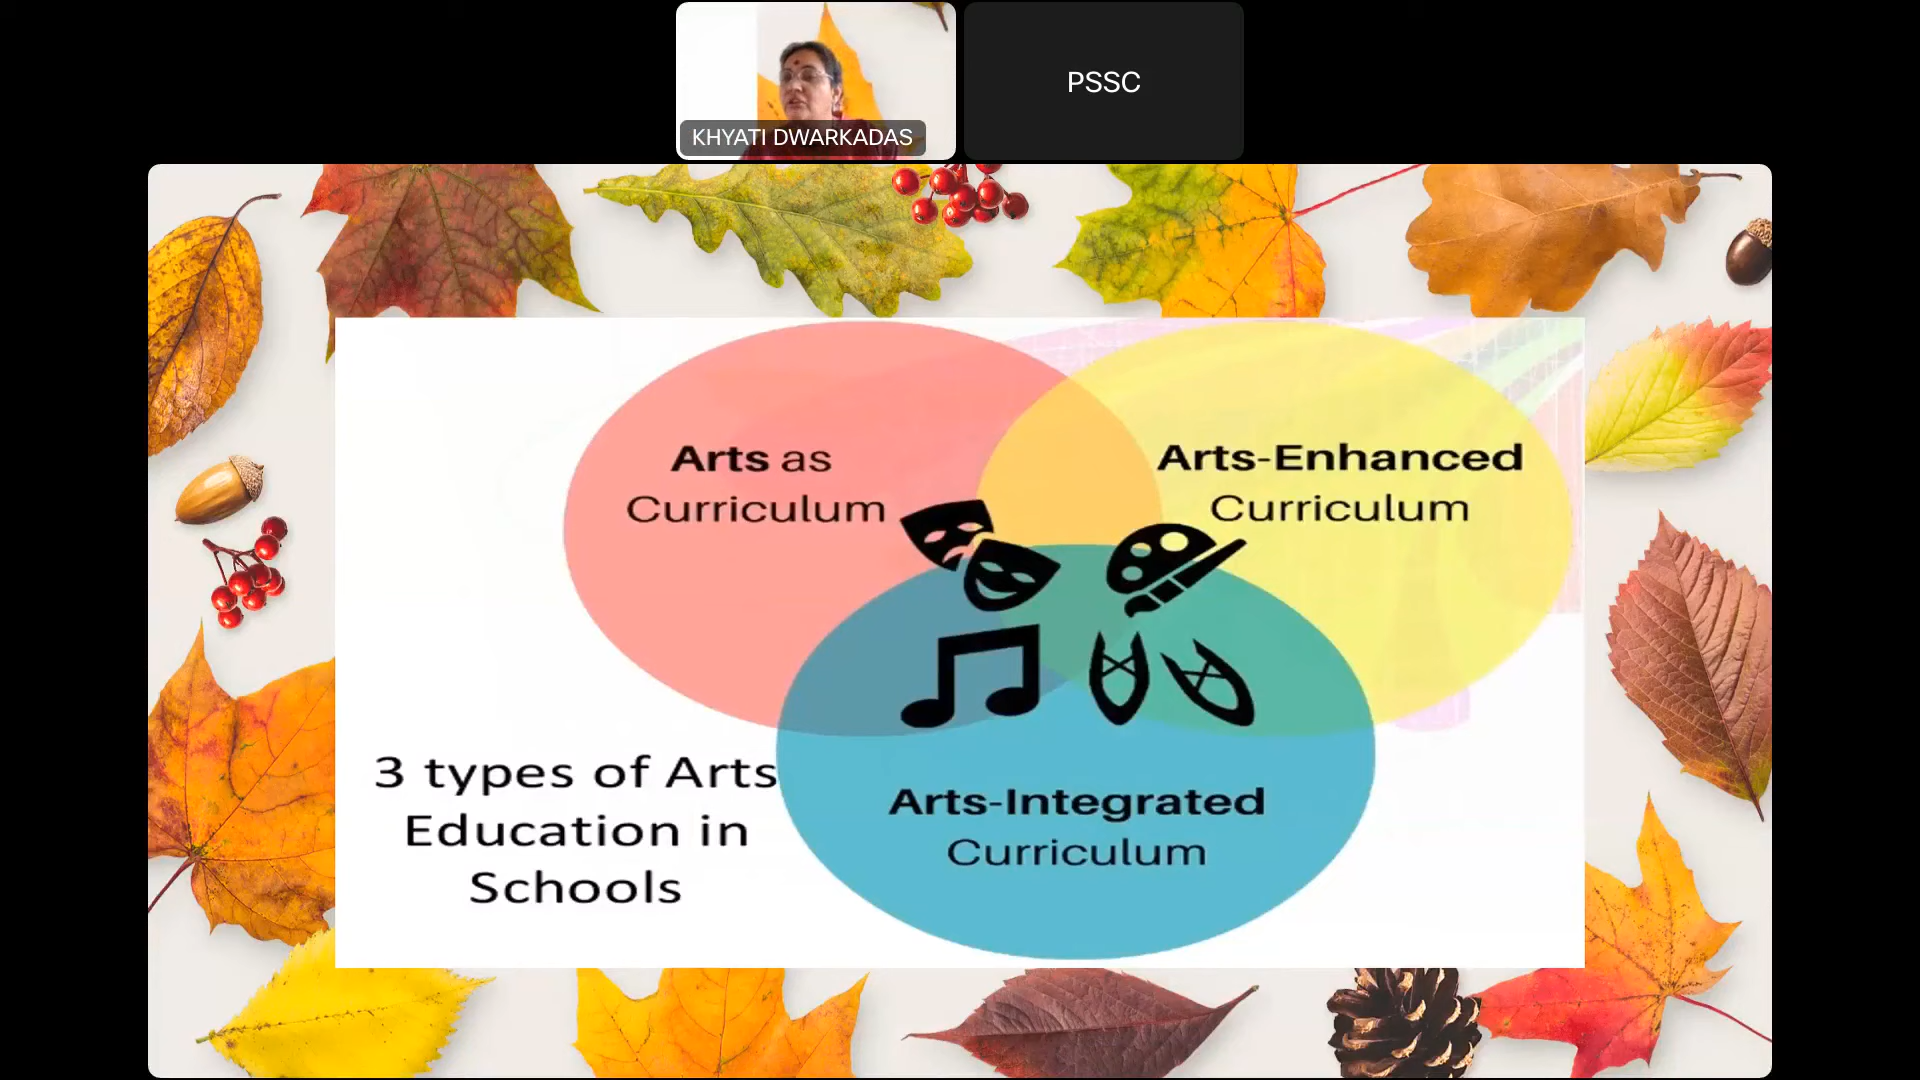 KHYATI DWARKADAS
PSSC
Arts as
Curriculum
Arts-Enhanced
Curriculum
Arts-Integrated
Curriculum
3 types of Arts
Education in
Schools